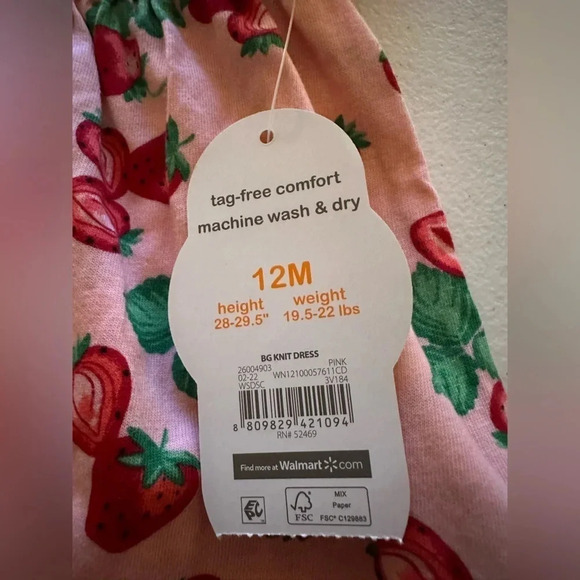 tag-free comfort
machine wash & dry
12M
height weight
28-29.5" 19.5-22 lbs
BG KNIT DRESS
26004903 PINK
02-22 WN12100057611CD
WSDSC 3V184
8 809829 421094
RN# 52469
Find more at Walmart.com
MIX
Paper
FSC FSC® C129883